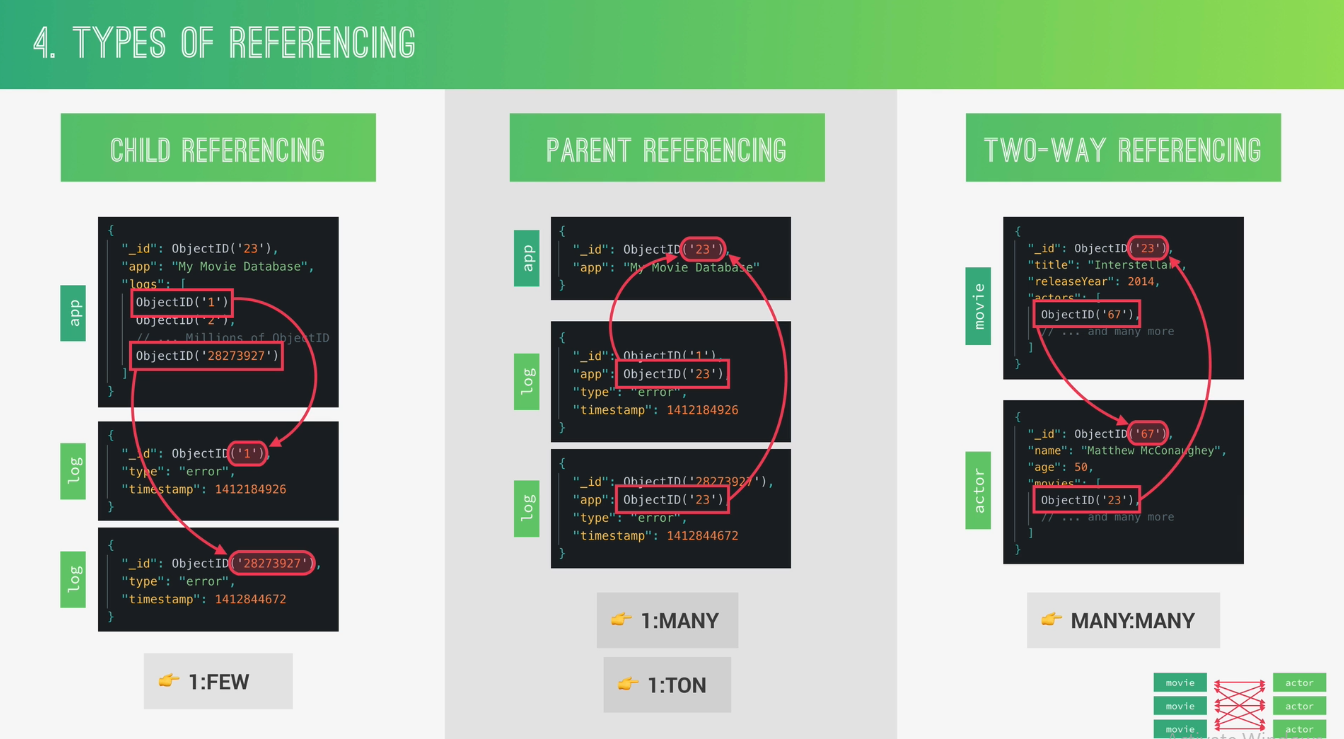 4. TYPES OF REFERENCING
CHILD REFERENCING
app
{
"_id": ObjectID('23'),
"app": "My Movie Database",
"logs": [
ObjectID('1')
ObjectID('2'),
// ... Millions of ObjectID
ObjectID('28273927')
]
}
log
{
"_id": ObjectID('1'),
"type": "error",
"timestamp": 1412184926
}
log
{
"_id": ObjectID('28273927'),
"type": "error",
"timestamp": 1412844672
}
1:FEW
PARENT REFERENCING
app
{
"_id": ObjectID('23'),
"app": "My Movie Database"
}
log
{
"_id": ObjectID('1'),
"app": ObjectID('23'),
"type": "error",
"timestamp": 1412184926
}
log
{
"_id": ObjectID('28273927'),
"app": ObjectID('23'),
"type": "error",
"timestamp": 1412844672
}
1:MANY
1:TON
TWO-WAY REFERENCING
movie
{
"_id": ObjectID('23'),
"title": "Interstellar",
"releaseYear": 2014,
"actors": [
ObjectID('67'),
// ... and many more
]
}
actor
{
"_id": ObjectID('67'),
"name": "Matthew McConaughey",
"age": 50,
"movies": [
ObjectID('23'),
// ... and many more
]
}
MANY:MANY
movie actor
movie actor
movie actor